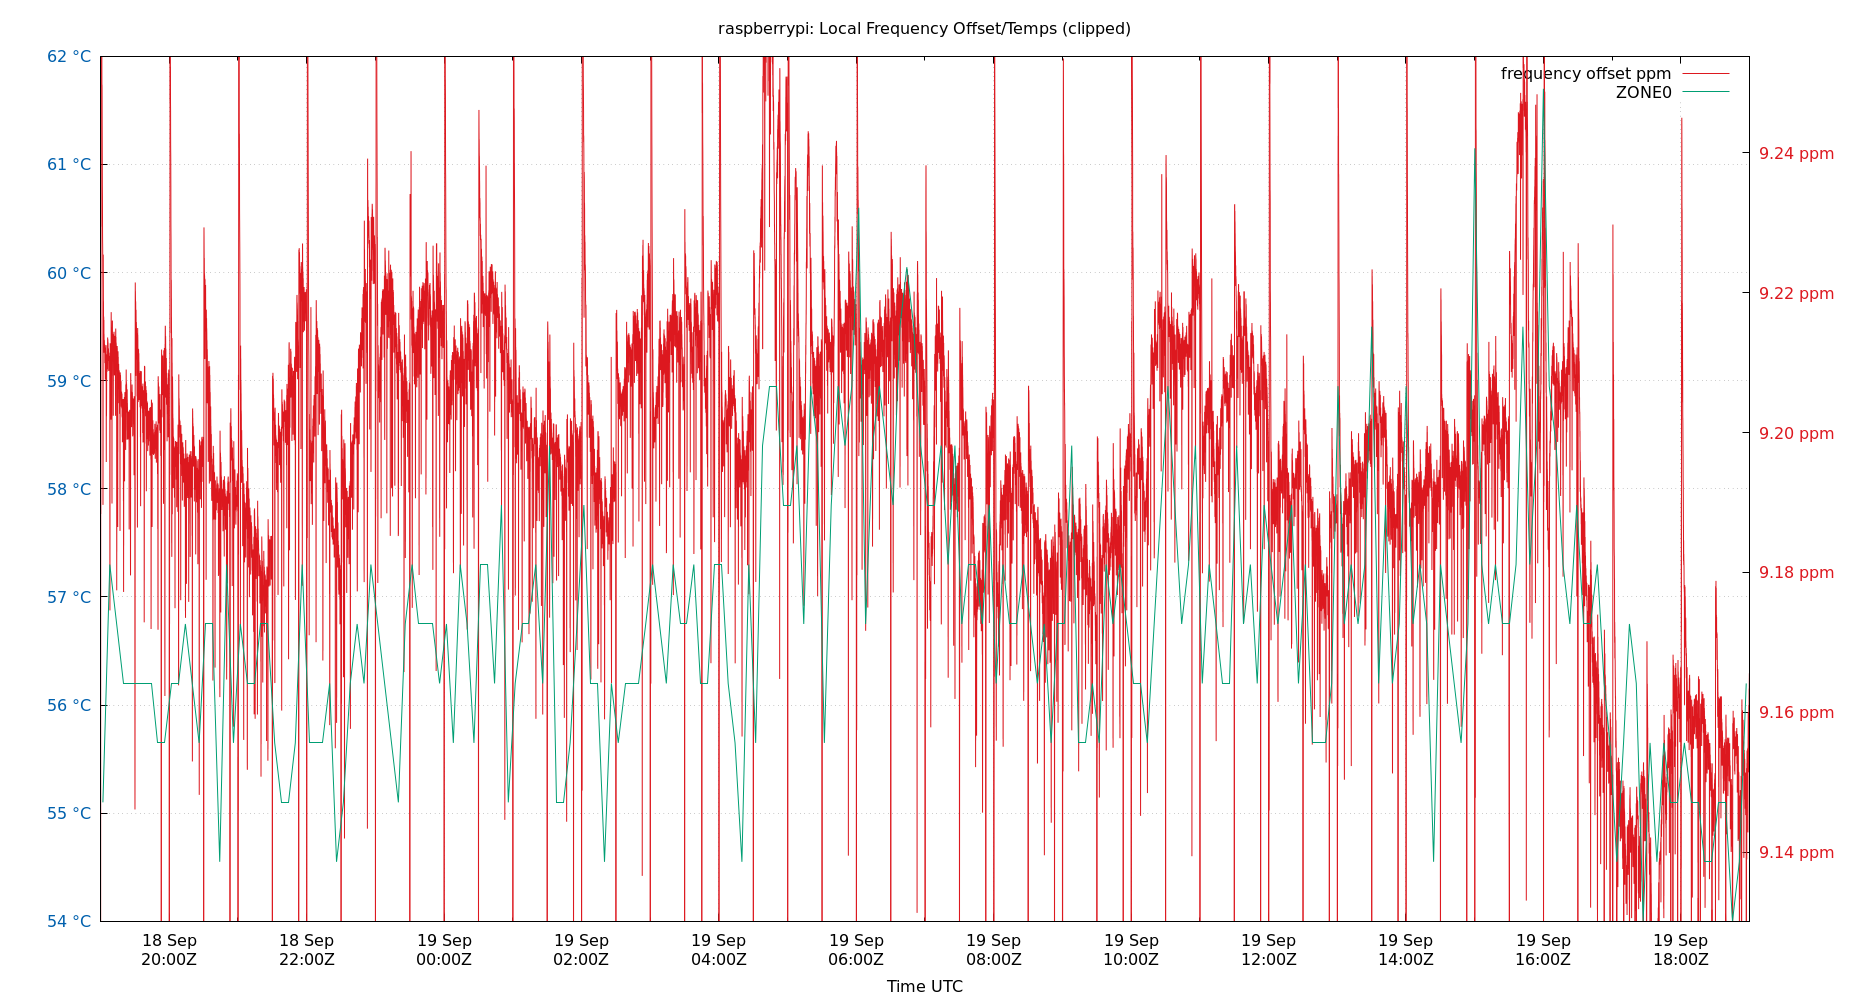 raspberrypi: Local Frequency Offset/Temps (clipped)
62 °C
61 °C
60 °C
59 °C
58 °C
57 °C
56 °C
55 °C
54 °C
frequency offset ppm
ZONE0
9.24 ppm
9.22 ppm
9.20 ppm
9.18 ppm
9.16 ppm
9.14 ppm
18 Sep 18 Sep 19 Sep 19 Sep 19 Sep 19 Sep 19 Sep 19 Sep 19 Sep 19 Sep 19 Sep 19 Sep
20:00Z 22:00Z 00:00Z 02:00Z 04:00Z 06:00Z 08:00Z 10:00Z 12:00Z 14:00Z 16:00Z 18:00Z
Time UTC